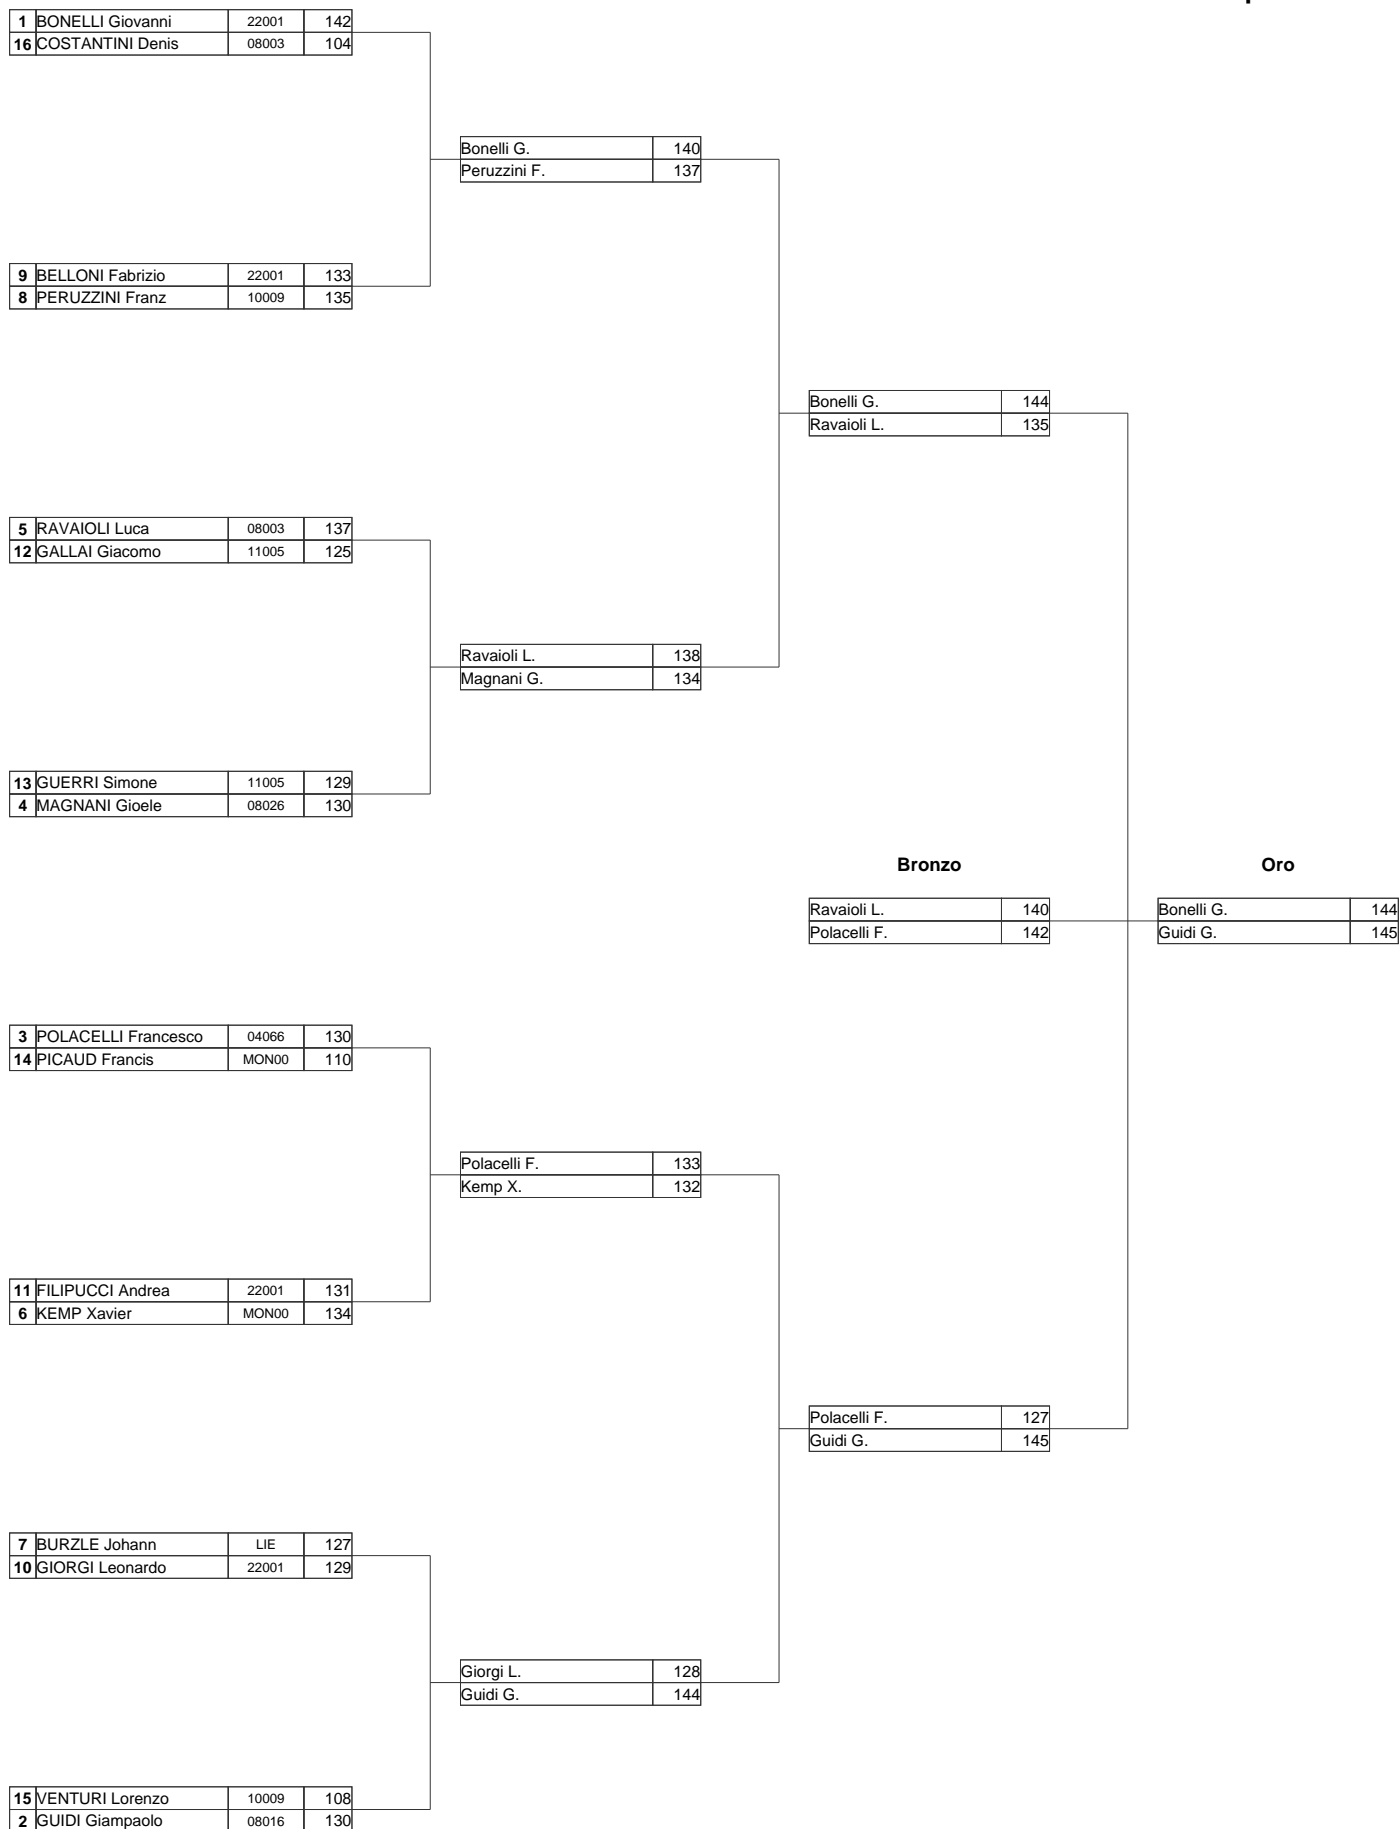 1 BONELLI Giovanni 22001 142
16 COSTANTINI Denis 08003 104
Bonelli G. 140
Peruzzini F. 137
9 BELLONI Fabrizio 22001 133
8 PERUZZINI Franz 10009 135
Bonelli G. 144
Ravaioli L. 135
5 RAVAIOLI Luca 08003 137
12 GALLAI Giacomo 11005 125
Ravaioli L. 138
Magnani G. 134
13 GUERRI Simone 11005 129
4 MAGNANI Gioele 08026 130
Bronzo Oro
Ravaioli L. 140 Bonelli G. 144
Polacelli F. 142 Guidi G. 145
3 POLACELLI Francesco 04066 130
14 PICAUD Francis MON00 110
Polacelli F. 133
Kemp X. 132
11 FILIPUCCI Andrea 22001 131
6 KEMP Xavier MON00 134
Polacelli F. 127
Guidi G. 145
7 BURZLE Johann LIE 127
10 GIORGI Leonardo 22001 129
Giorgi L. 128
Guidi G. 144
15 VENTURI Lorenzo 10009 108
2 GUIDI Giampaolo 08016 130